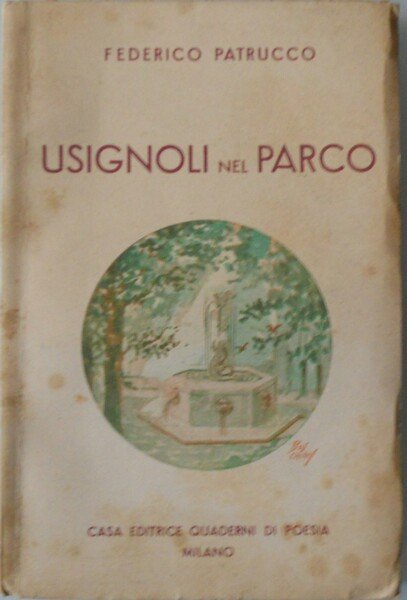 FEDERICO PATRUCCO
USIGNOLI NEL PARCO
CASA EDITRICE QUADERNI DI POESIA
MILANO